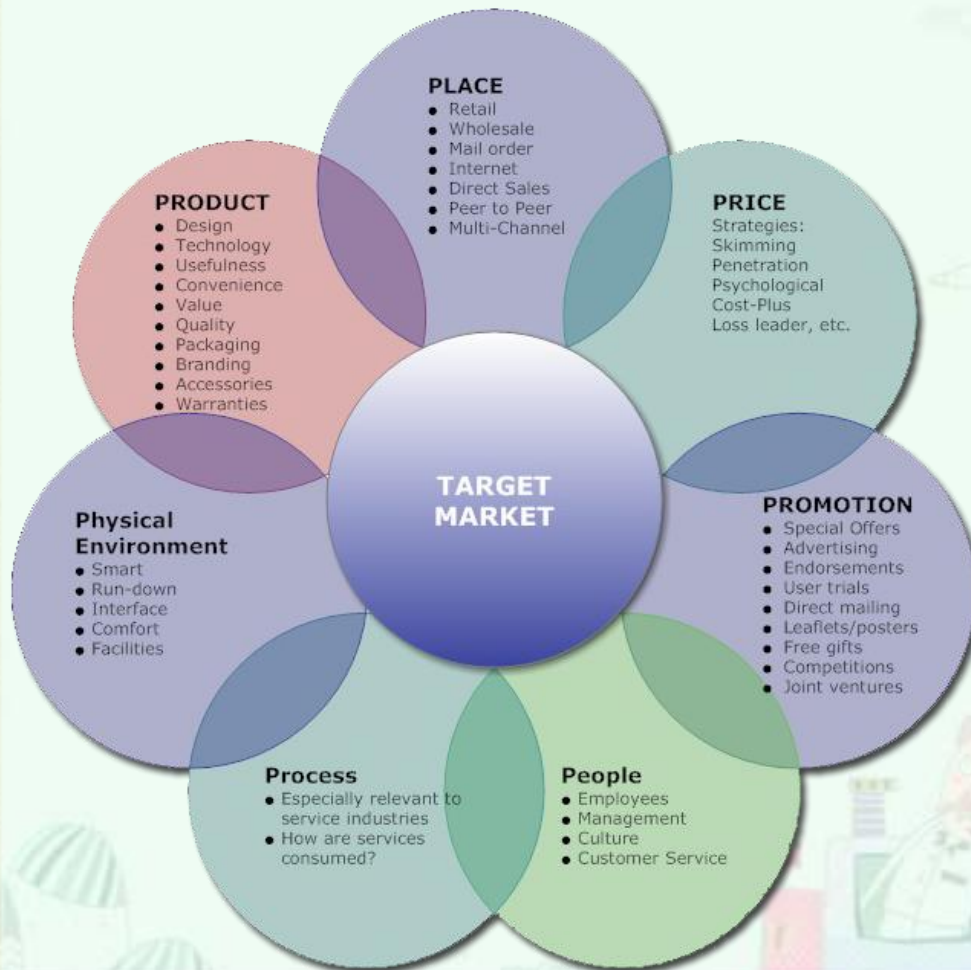 PLACE
● Retail
● Wholesale
● Mail order
● Internet
● Direct Sales
● Peer to Peer
● Multi-Channel
PRODUCT
● Design
● Technology
● Usefulness
● Convenience
● Value
● Quality
● Packaging
● Branding
● Accessories
● Warranties
PRICE
Strategies:
Skimming
Penetration
Psychological
Cost-Plus
Loss leader, etc.
TARGET
MARKET
Physical
Environment
● Smart
● Run-down
● Interface
● Comfort
● Facilities
PROMOTION
● Special Offers
● Advertising
● Endorsements
● User trials
● Direct mailing
● Leaflets/posters
● Free gifts
● Competitions
● Joint ventures
Process
● Especially relevant to
service industries
● How are services
consumed?
People
● Employees
● Management
● Culture
● Customer Service